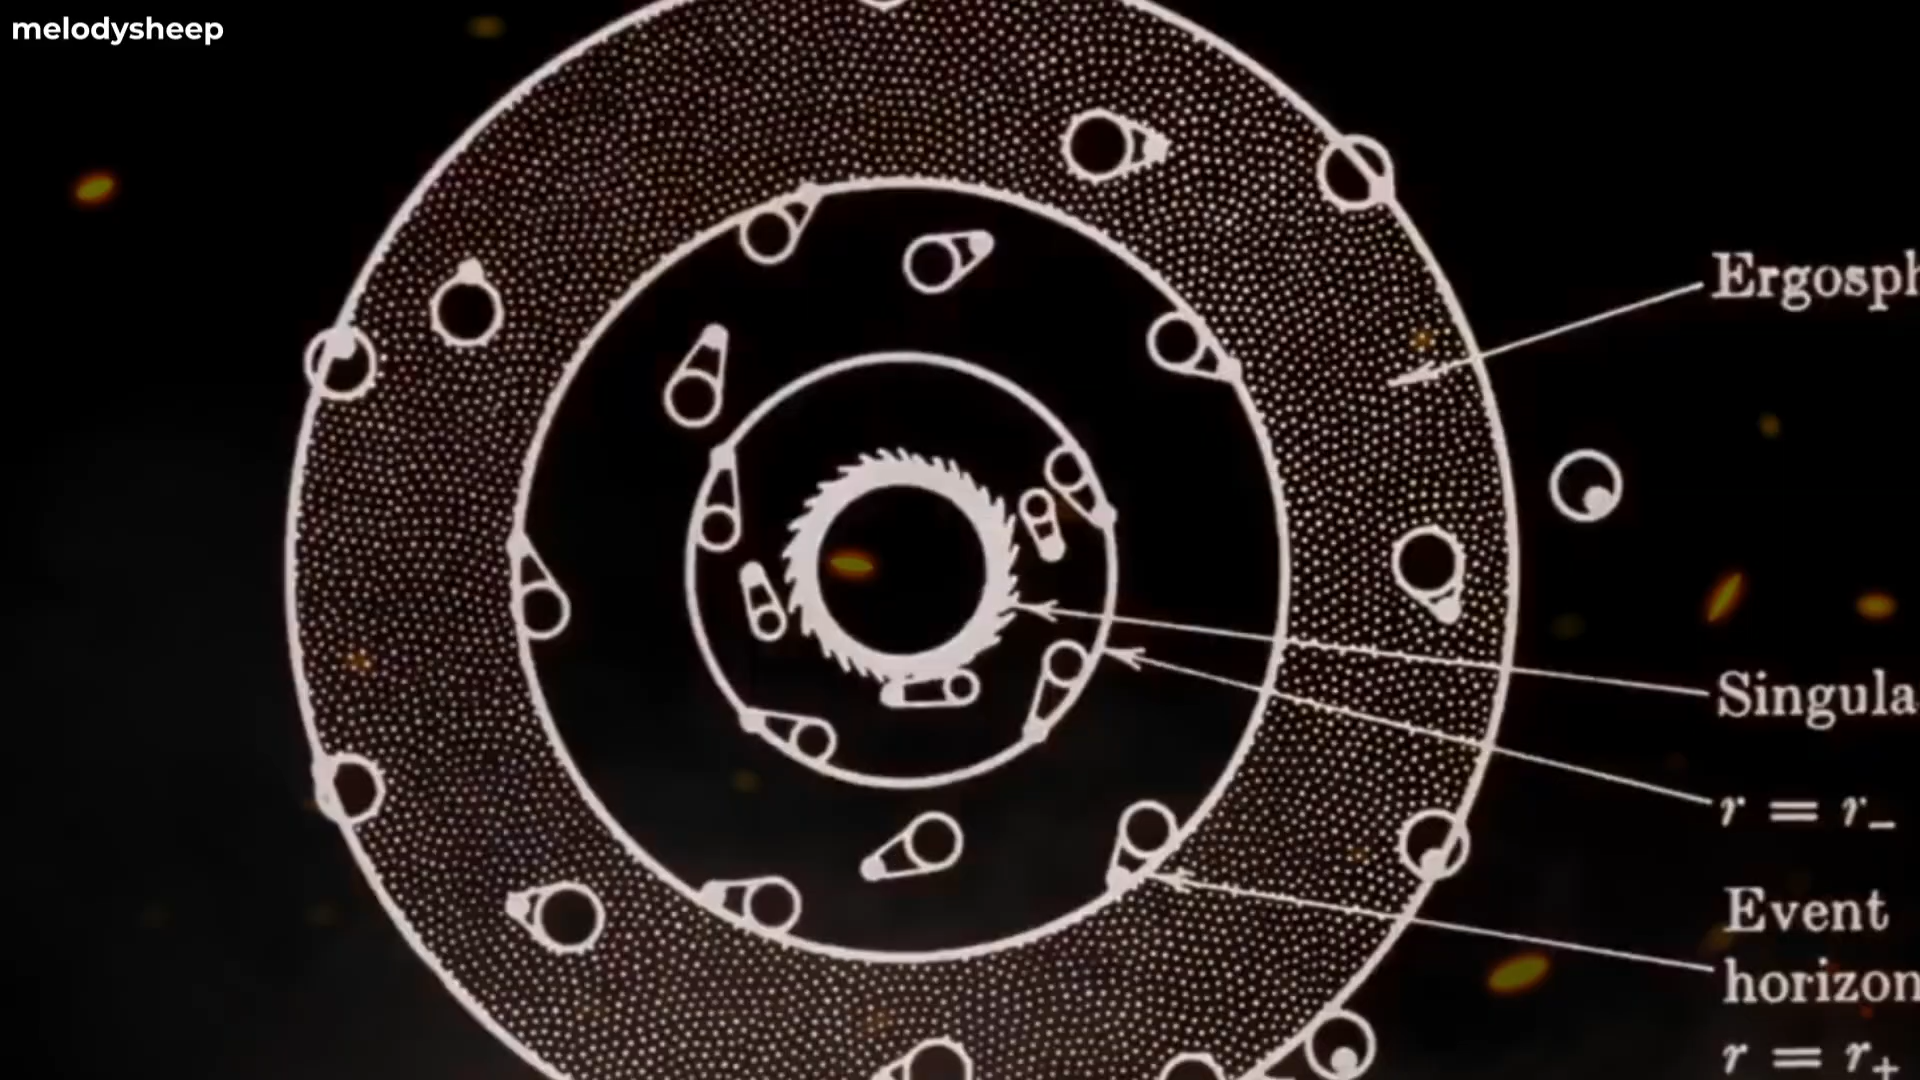 melodysheep
Ergosph
Singula
r = r₋
Event
horizon
r = r₊